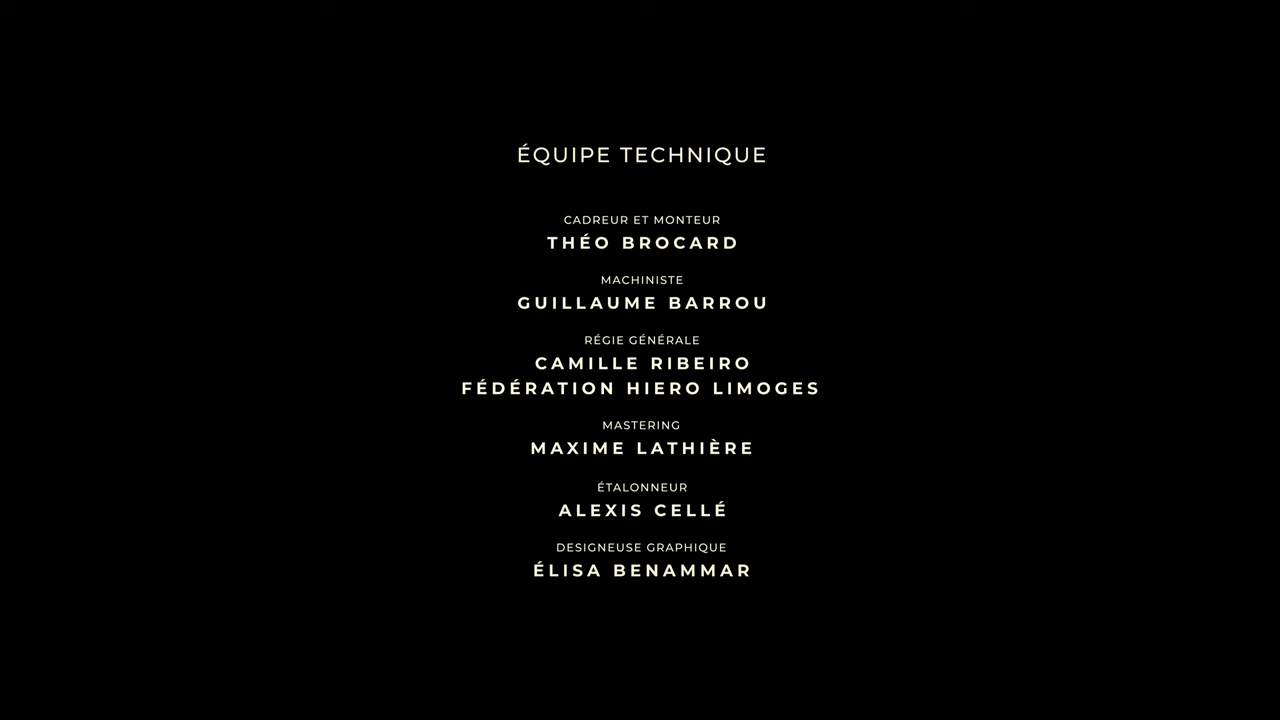 ÉQUIPE TECHNIQUE
CADREUR ET MONTEUR
THÉO BROCARD
MACHINISTE
GUILLAUME BARROU
RÉGIE GÉNÉRALE
CAMILLE RIBEIRO
FÉDÉRATION HIERO LIMOGES
MASTERING
MAXIME LATHIÈRE
ÉTALONNEUR
ALEXIS CELLÉ
DESIGNEUSE GRAPHIQUE
ÉLISA BENAMMAR